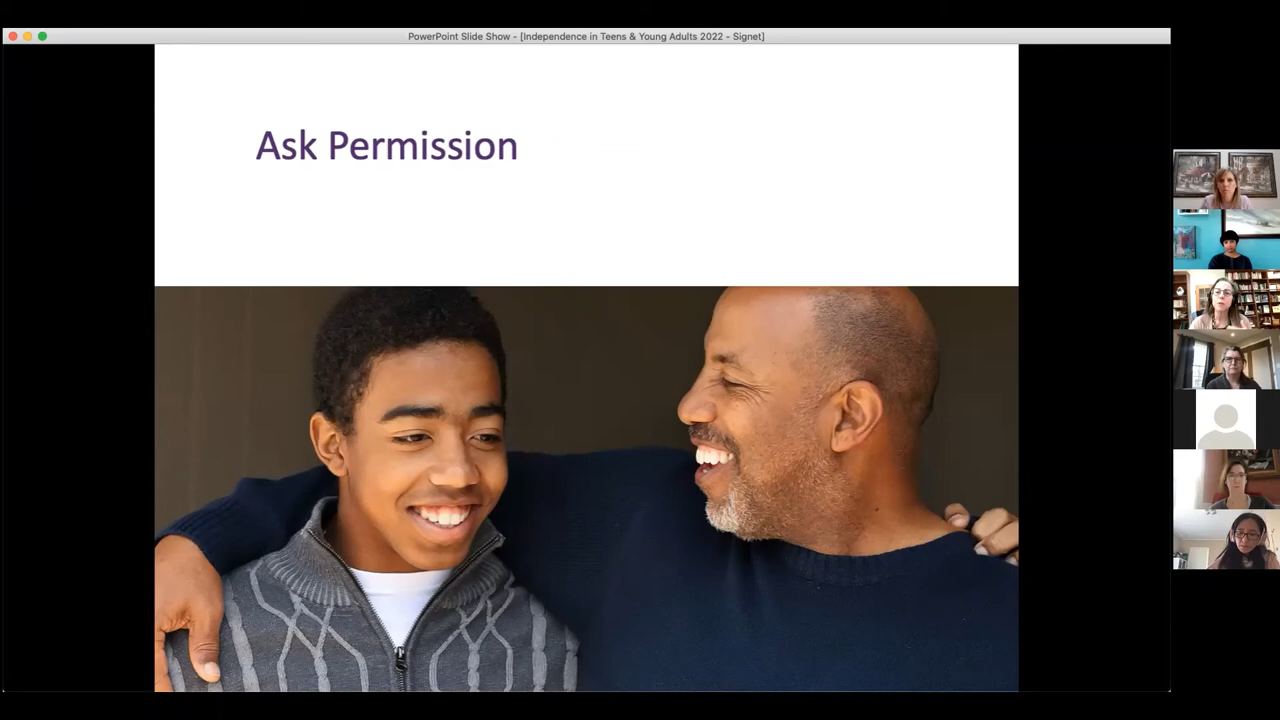 PowerPoint Slide Show - [Independence in Teens & Young Adults 2022 - Signet]
Ask Permission